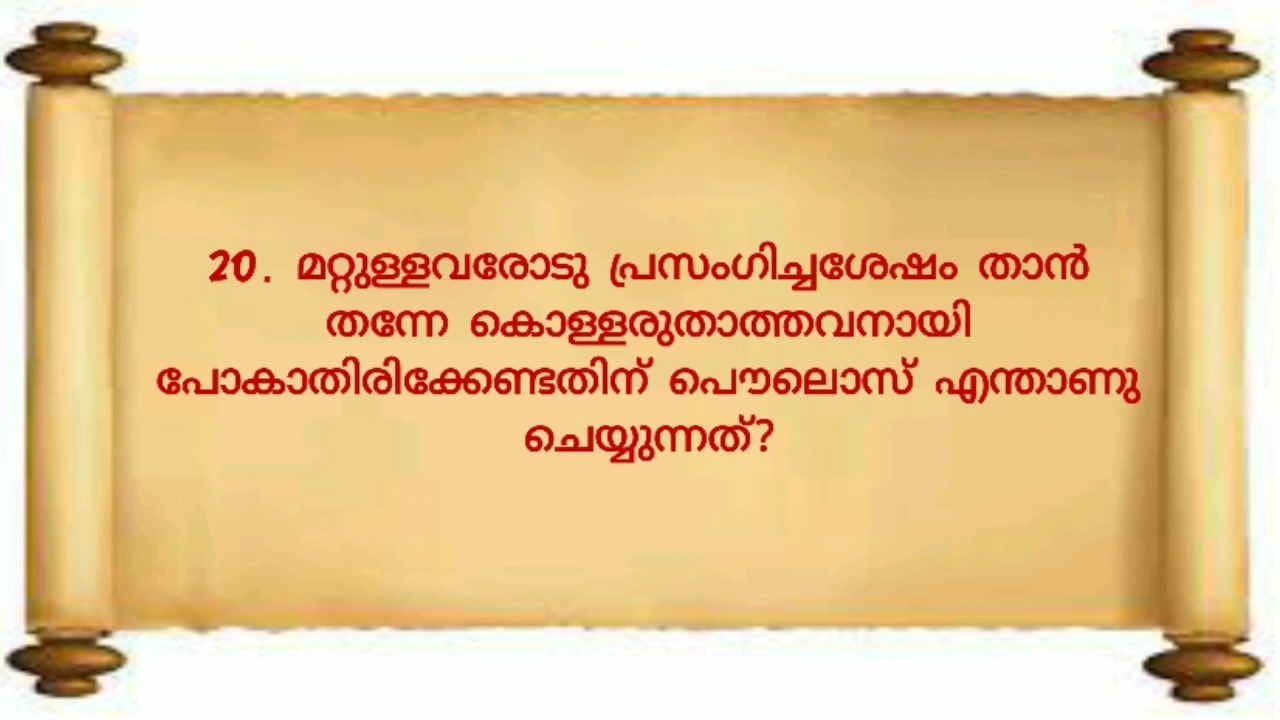 20. മറ്റുള്ളവരോടു പ്രസംഗിച്ചശേഷം താൻ
തന്നേ കൊള്ളരുതാത്തവനായി
പോകാതിരിക്കേണ്ടതിന് പൌലൊസ് എന്താണു
ചെയ്യുന്നത്?